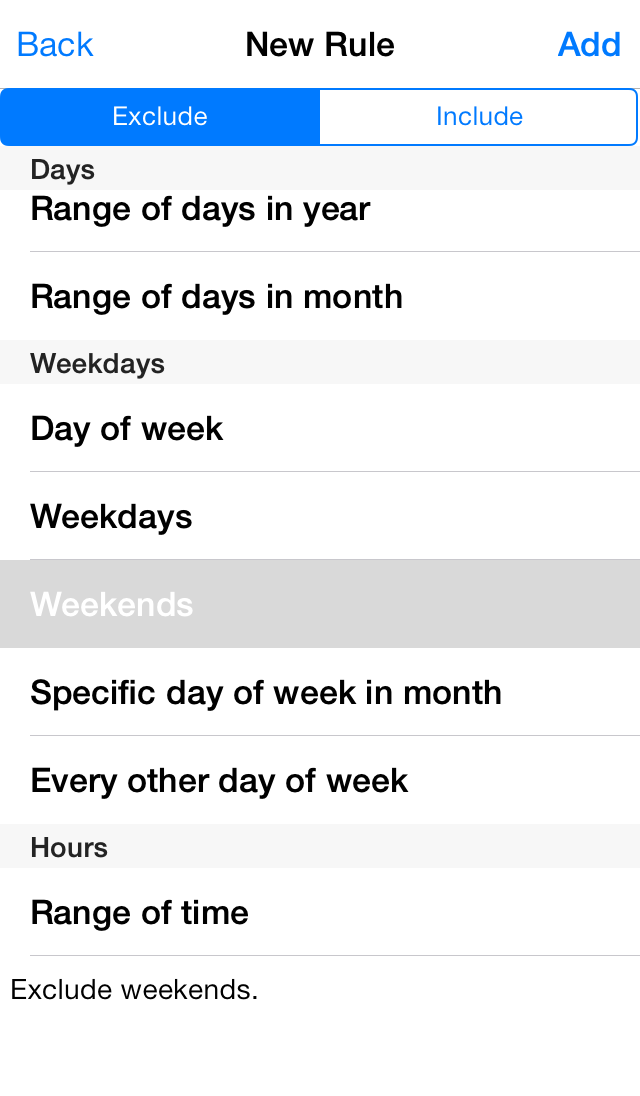 Back New Rule Add
Exclude Include
Days
Range of days in year
Range of days in month
Weekdays
Day of week
Weekdays
Weekends
Specific day of week in month
Every other day of week
Hours
Range of time
Exclude weekends.